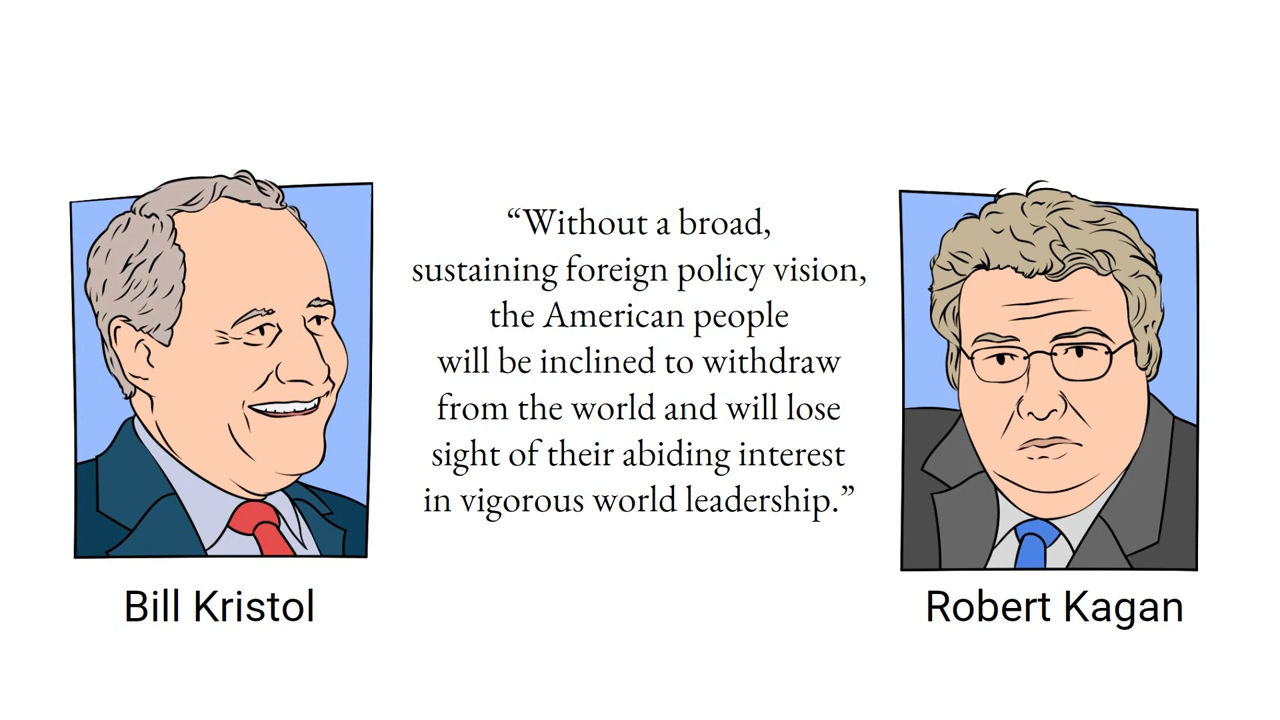 “Without a broad,
sustaining foreign policy vision,
the American people
will be inclined to withdraw
from the world and will lose
sight of their abiding interest
in vigorous world leadership.”
Bill Kristol
Robert Kagan